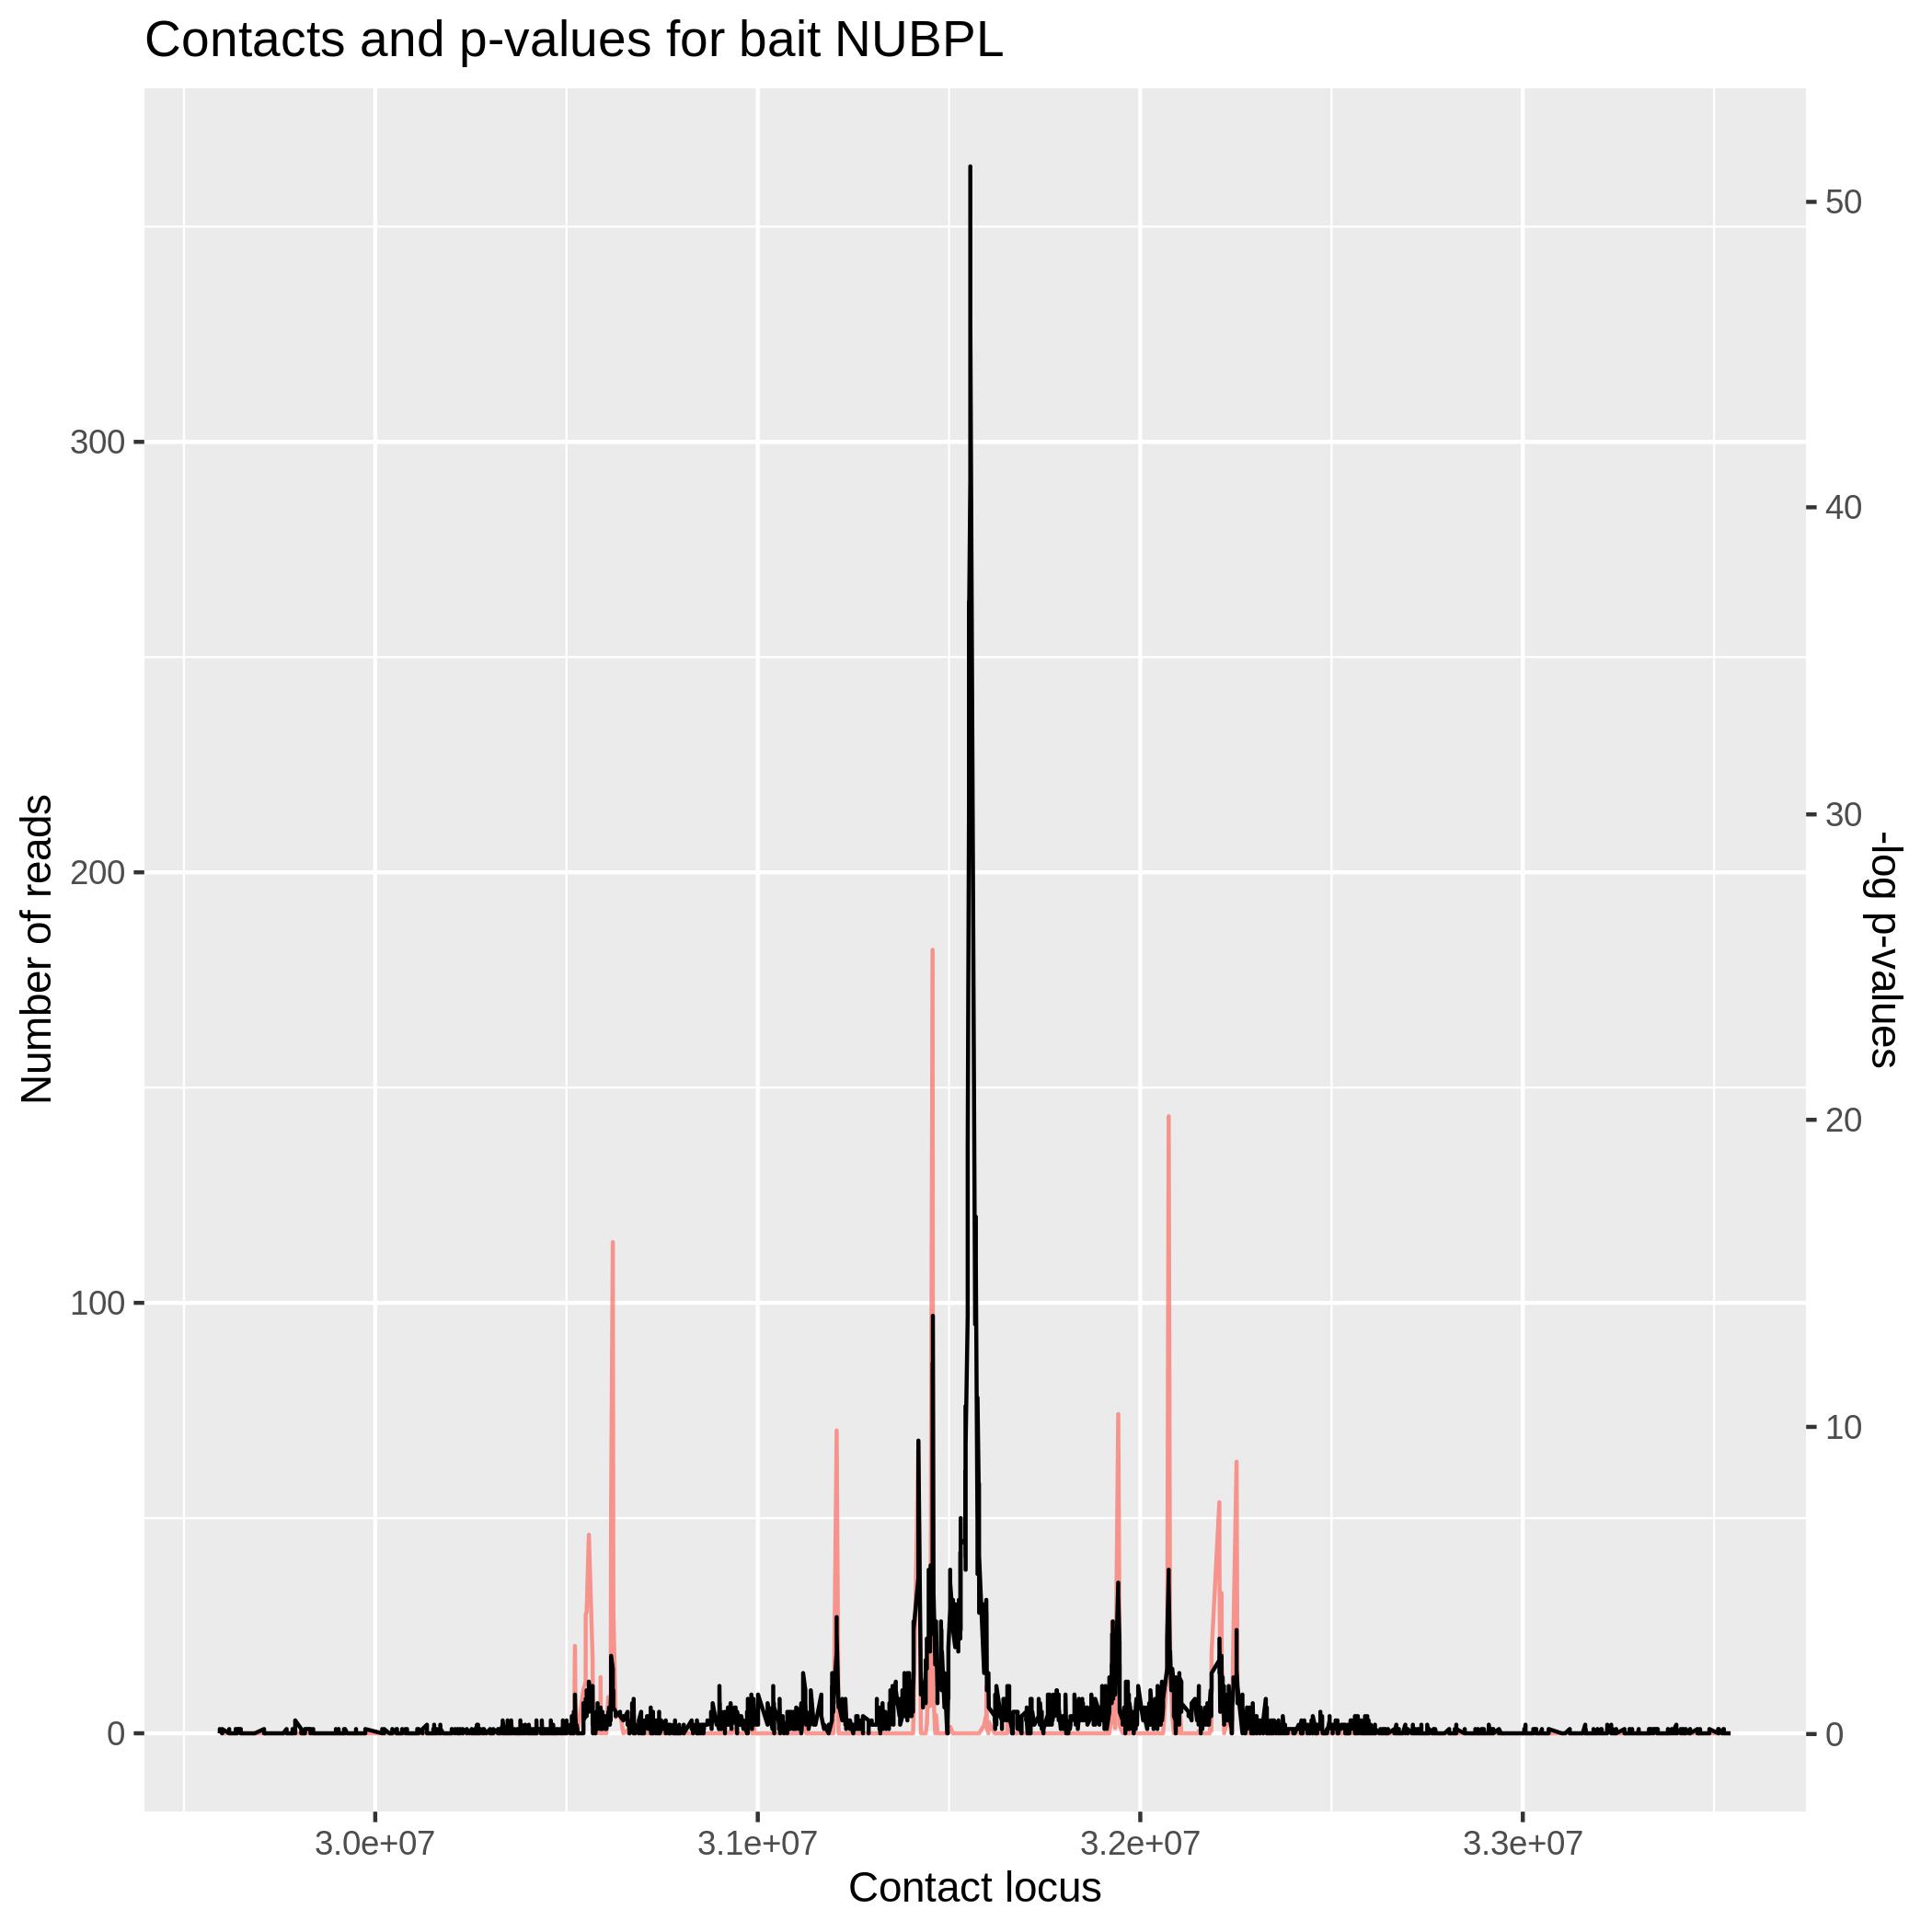 Contacts and p-values for bait NUBPL
Number of reads
300
200
100
0
50
40
30
20
10
0
-log p-values
3.0e+07
3.1e+07
3.2e+07
3.3e+07
Contact locus